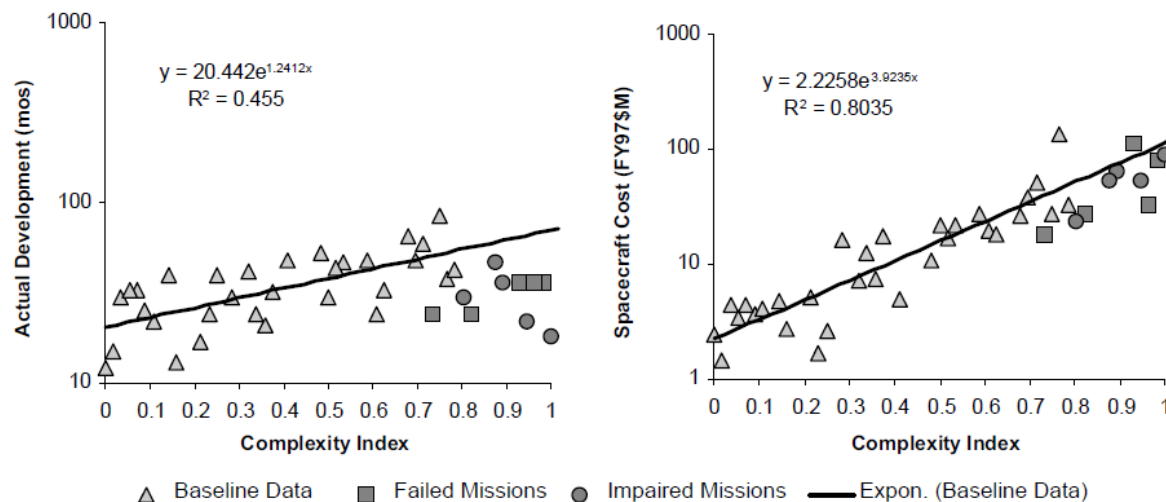 Actual Development (mos)
1000
100
10
y = 20.442e^1.2412x
R² = 0.455
0 0.1 0.2 0.3 0.4 0.5 0.6 0.7 0.8 0.9 1
Complexity Index
Spacecraft Cost (FY97$M)
1000
100
10
1
y = 2.2258e^3.9235x
R² = 0.8035
0 0.1 0.2 0.3 0.4 0.5 0.6 0.7 0.8 0.9 1
Complexity Index
Baseline Data Failed Missions Impaired Missions Expon. (Baseline Data)